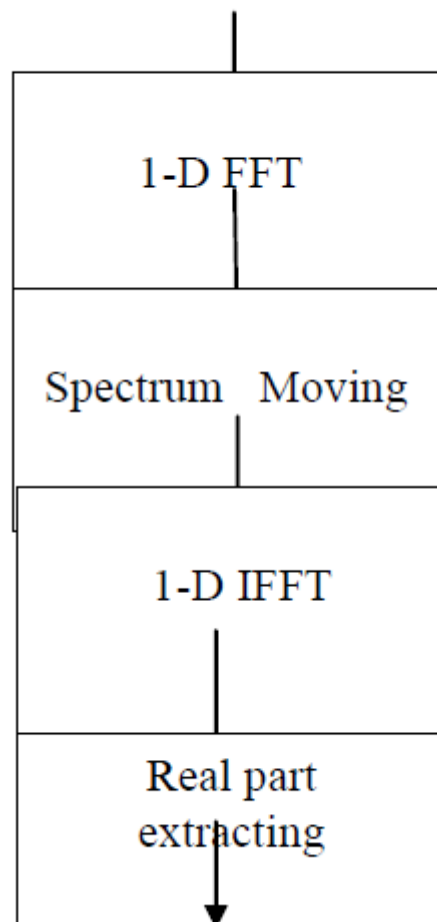 1-D FFT
Spectrum Moving
1-D IFFT
Real part
extracting